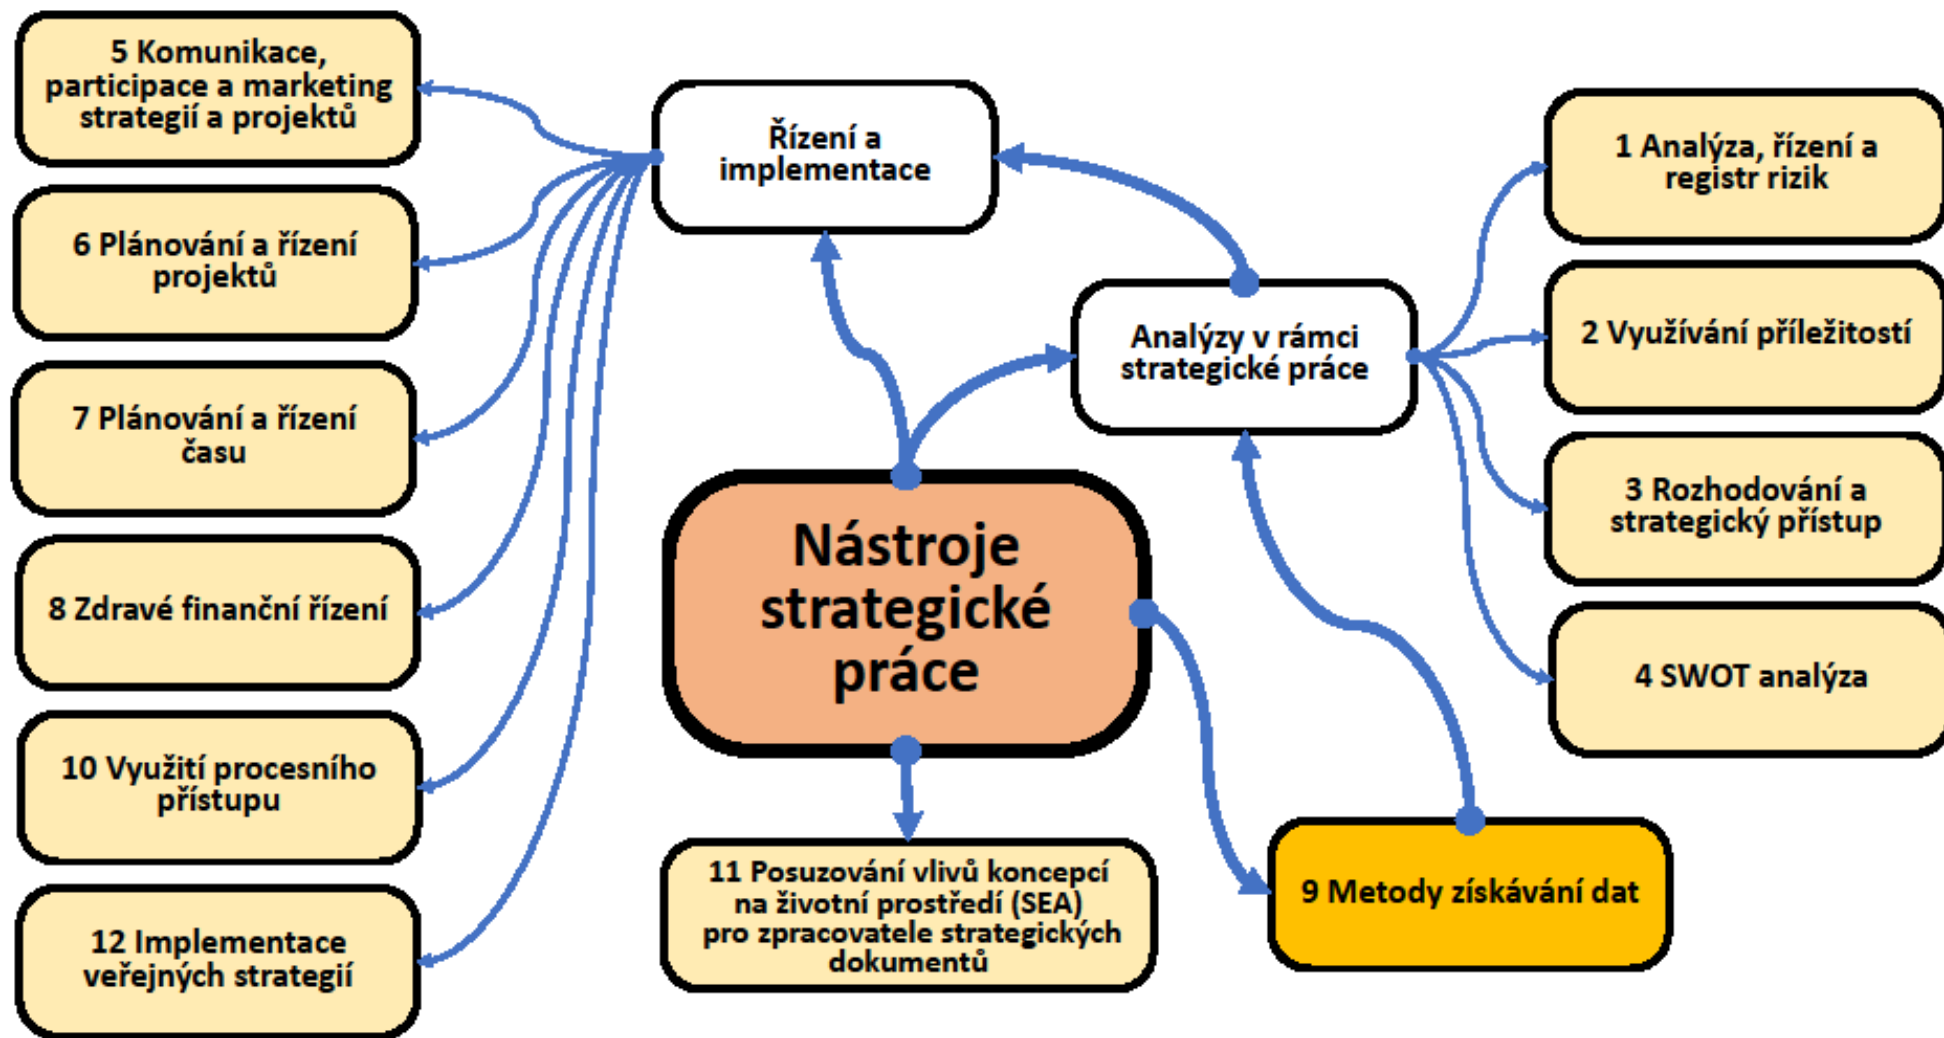 5 Komunikace,
participace a marketing
strategií a projektů
6 Plánování a řízení
projektů
7 Plánování a řízení
času
8 Zdravé finanční řízení
10 Využití procesního
přístupu
12 Implementace
veřejných strategií
Řízení a
implementace
Analýzy v rámci
strategické práce
Nástroje
strategické
práce
11 Posuzování vlivů koncepcí
na životní prostředí (SEA)
pro zpracovatele strategických
dokumentů
9 Metody získávání dat
1 Analýza, řízení a
registr rizik
2 Využívání příležitostí
3 Rozhodování a
strategický přístup
4 SWOT analýza